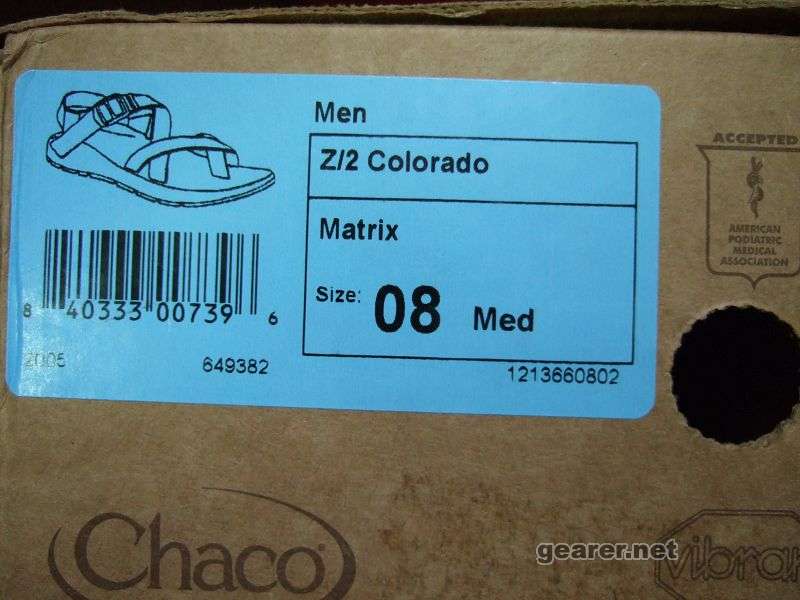 Men
Z/2 Colorado
Matrix
Size: 08 Med
8 40333 00739 6
2005
649382
1213660802
ACCEPTED
AMERICAN
PODIATRIC
MEDICAL
ASSOCIATION
Chaco
gearer.net